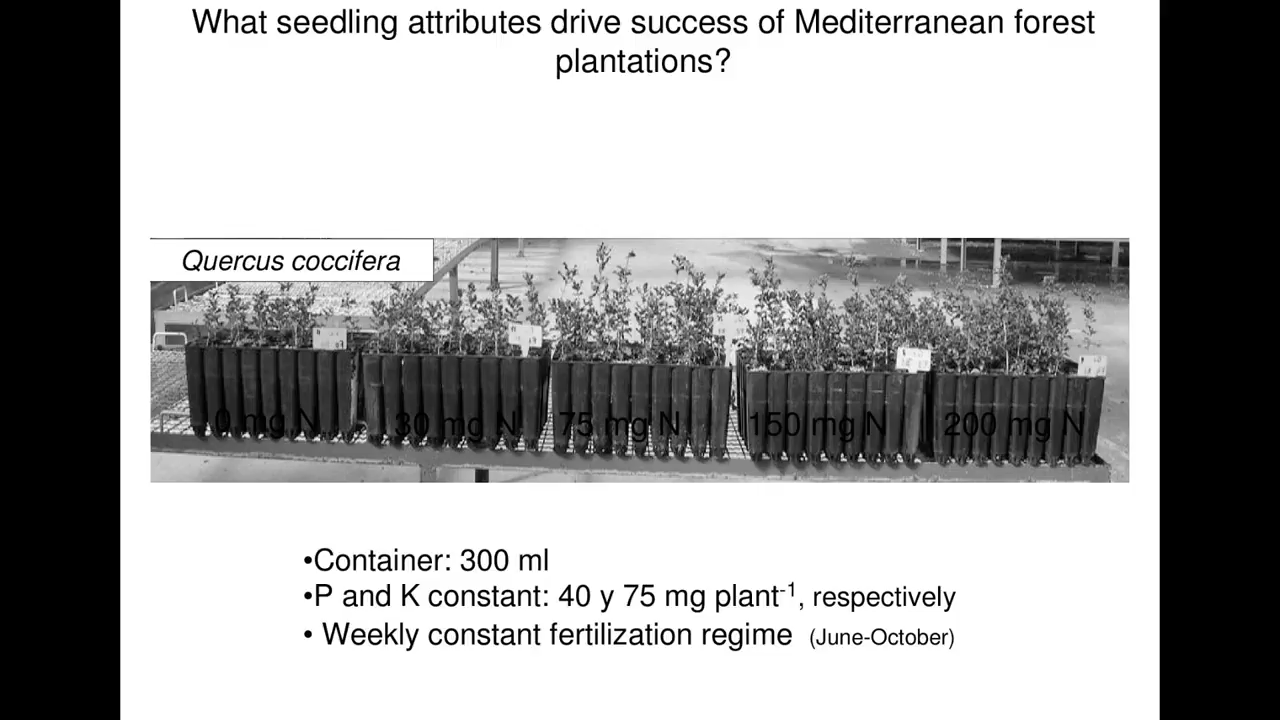 What seedling attributes drive success of Mediterranean forest
plantations?
Quercus coccifera
0 mg N 30 mg N 75 mg N 150 mg N 200 mg N
•Container: 300 ml
•P and K constant: 40 y 75 mg plant⁻¹, respectively
• Weekly constant fertilization regime (June-October)